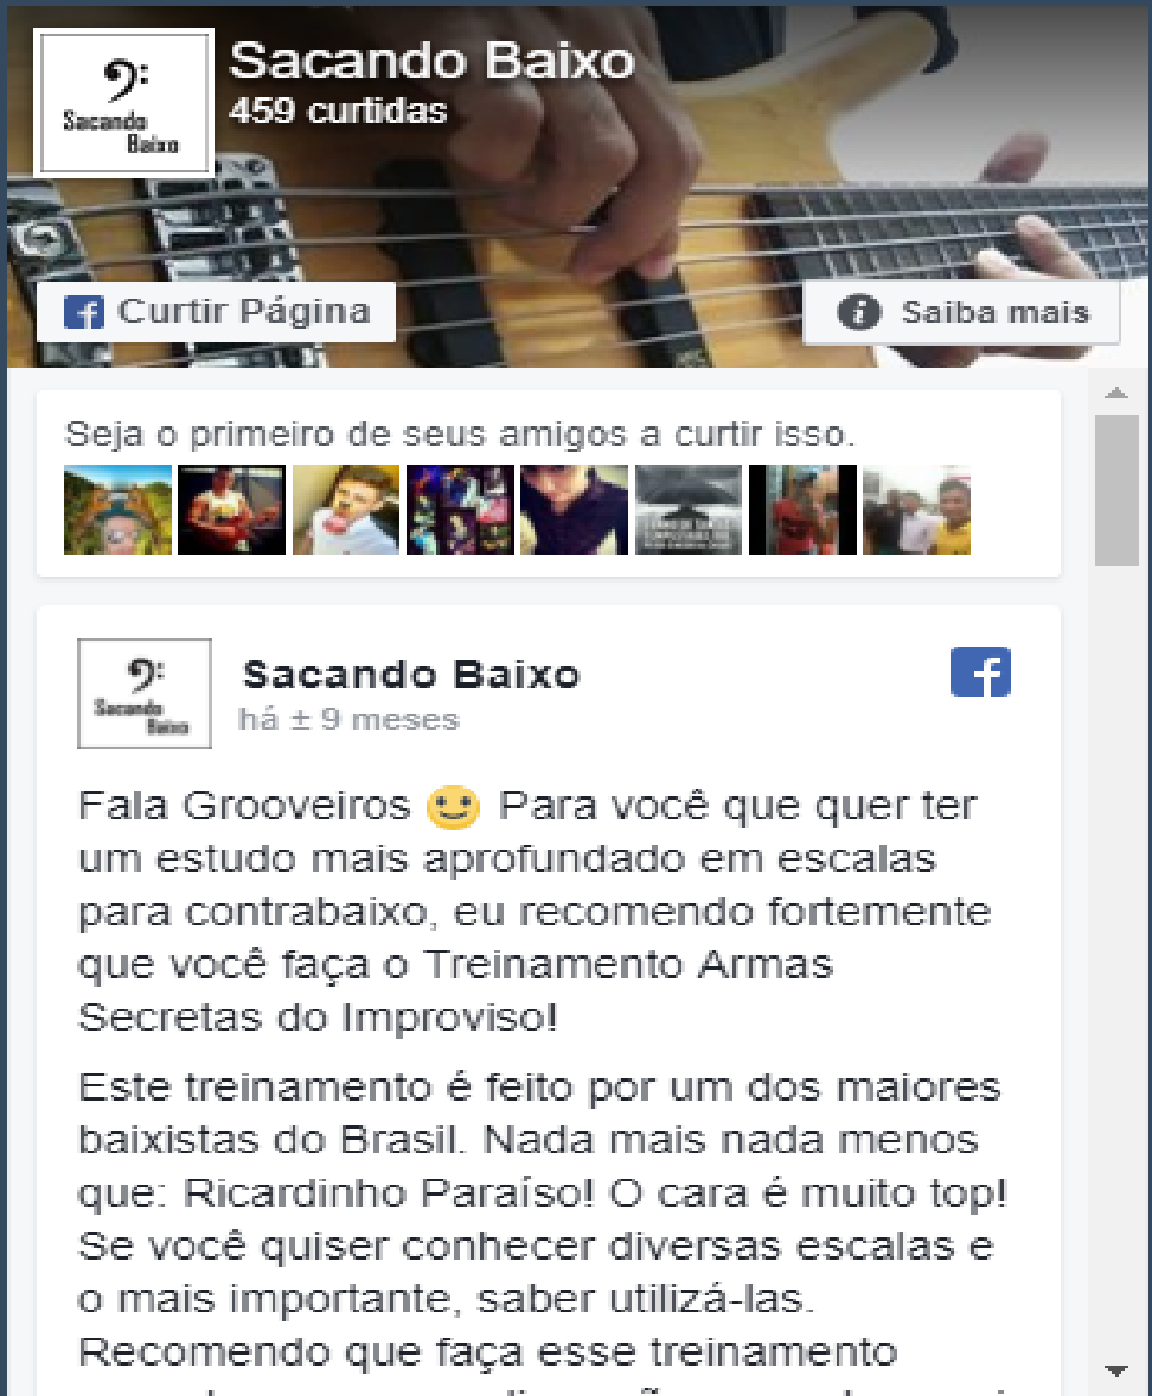 Sacando Baixo
459 curtidas
Sacando
Baixo
Curtir Página
Saiba mais
Seja o primeiro de seus amigos a curtir isso.
Sacando Baixo
há ± 9 meses
Sacando
Baixo
Fala Grooveiros 🙂 Para você que quer ter
um estudo mais aprofundado em escalas
para contrabaixo, eu recomendo fortemente
que você faça o Treinamento Armas
Secretas do Improviso!
Este treinamento é feito por um dos maiores
baixistas do Brasil. Nada mais nada menos
que: Ricardinho Paraíso! O cara é muito top!
Se você quiser conhecer diversas escalas e
o mais importante, saber utilizá-las.
Recomendo que faça esse treinamento